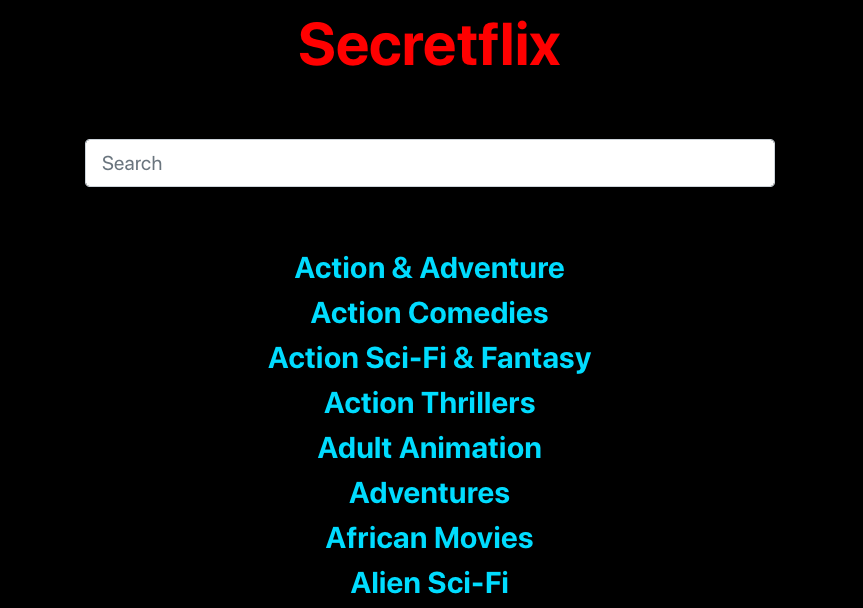 Secretflix
Search
Action & Adventure
Action Comedies
Action Sci-Fi & Fantasy
Action Thrillers
Adult Animation
Adventures
African Movies
Alien Sci-Fi